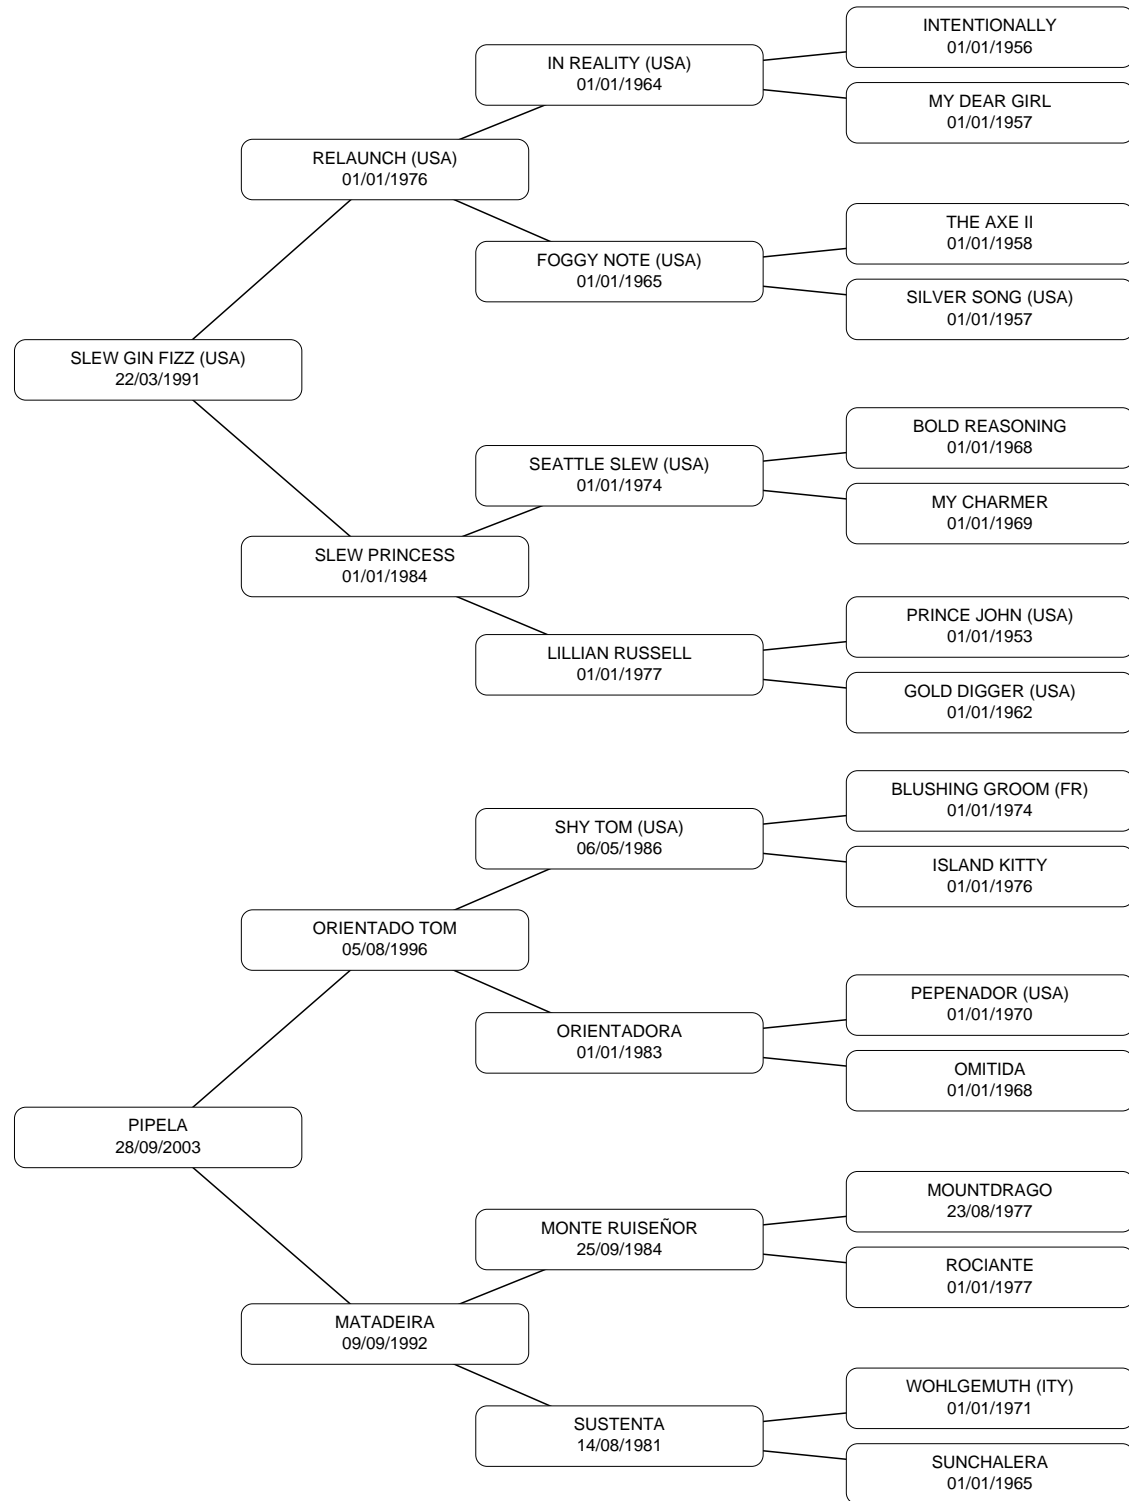 INTENTIONALLY
01/01/1956
IN REALITY (USA)
01/01/1964
MY DEAR GIRL
01/01/1957
RELAUNCH (USA)
01/01/1976
THE AXE II
01/01/1958
FOGGY NOTE (USA)
01/01/1965
SILVER SONG (USA)
01/01/1957
SLEW GIN FIZZ (USA)
22/03/1991
BOLD REASONING
01/01/1968
SEATTLE SLEW (USA)
01/01/1974
MY CHARMER
01/01/1969
SLEW PRINCESS
01/01/1984
PRINCE JOHN (USA)
01/01/1953
LILLIAN RUSSELL
01/01/1977
GOLD DIGGER (USA)
01/01/1962
BLUSHING GROOM (FR)
01/01/1974
SHY TOM (USA)
06/05/1986
ISLAND KITTY
01/01/1976
ORIENTADO TOM
05/08/1996
PEPENADOR (USA)
01/01/1970
ORIENTADORA
01/01/1983
OMITIDA
01/01/1968
PIPELA
28/09/2003
MOUNTDRAGO
23/08/1977
MONTE RUISEÑOR
25/09/1984
ROCIANTE
01/01/1977
MATADEIRA
09/09/1992
WOHLGEMUTH (ITY)
01/01/1971
SUSTENTA
14/08/1981
SUNCHALERA
01/01/1965